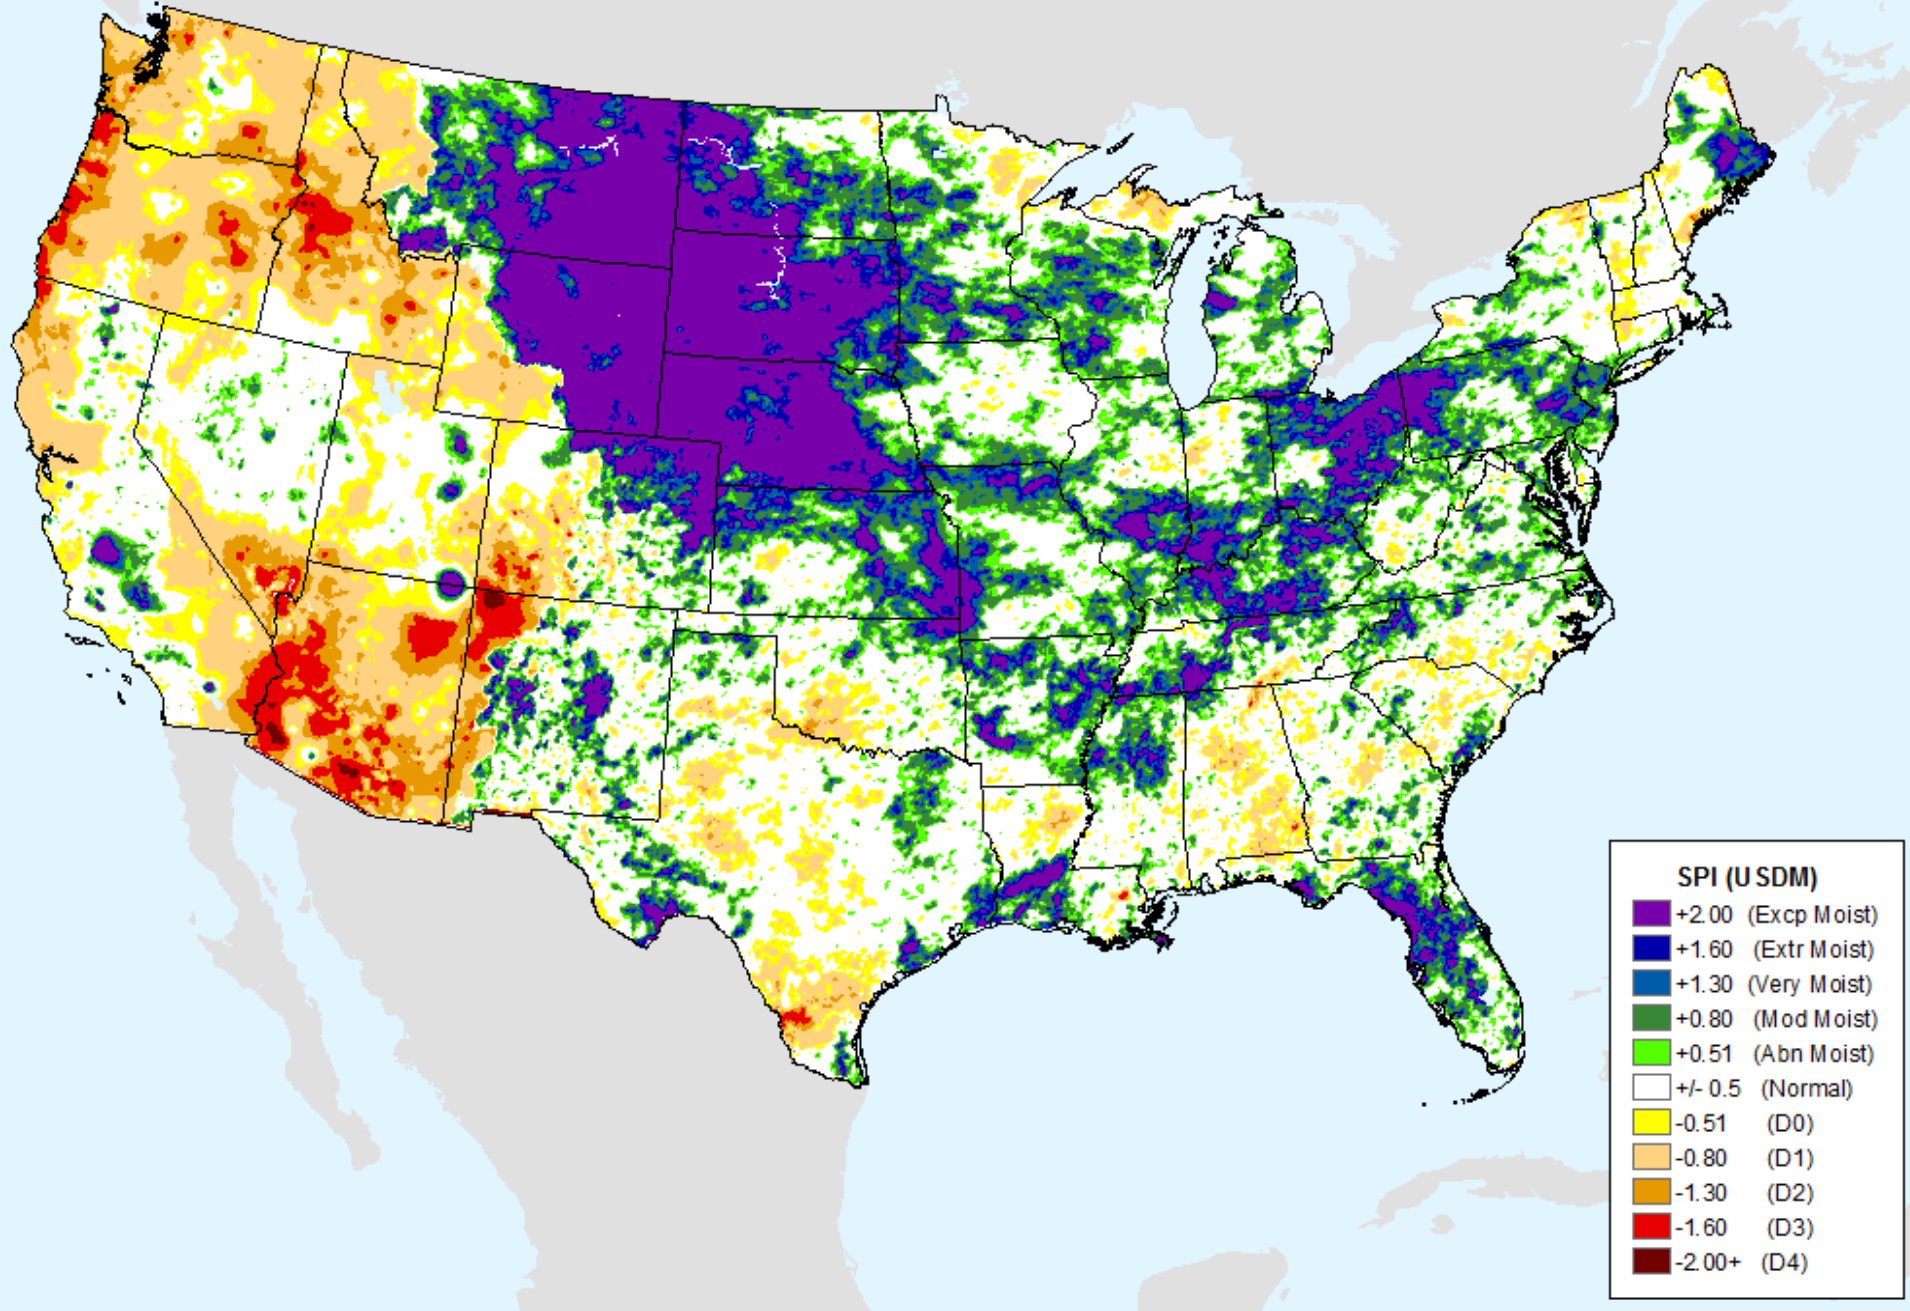 SPI (USDM)
+2.00 (Excp Moist)
+1.60 (Extr Moist)
+1.30 (Very Moist)
+0.80 (Mod Moist)
+0.51 (Abn Moist)
+/- 0.5 (Normal)
-0.51 (D0)
-0.80 (D1)
-1.30 (D2)
-1.60 (D3)
-2.00+ (D4)